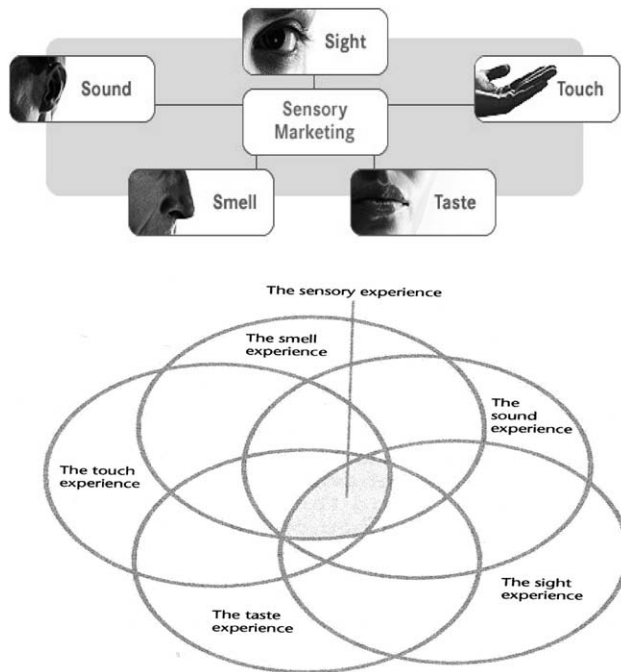 Sight
Sound
Touch
Sensory
Marketing
Smell
Taste
The sensory experience
The smell
experience
The
sound
experience
The touch
experience
The sight
experience
The taste
experience